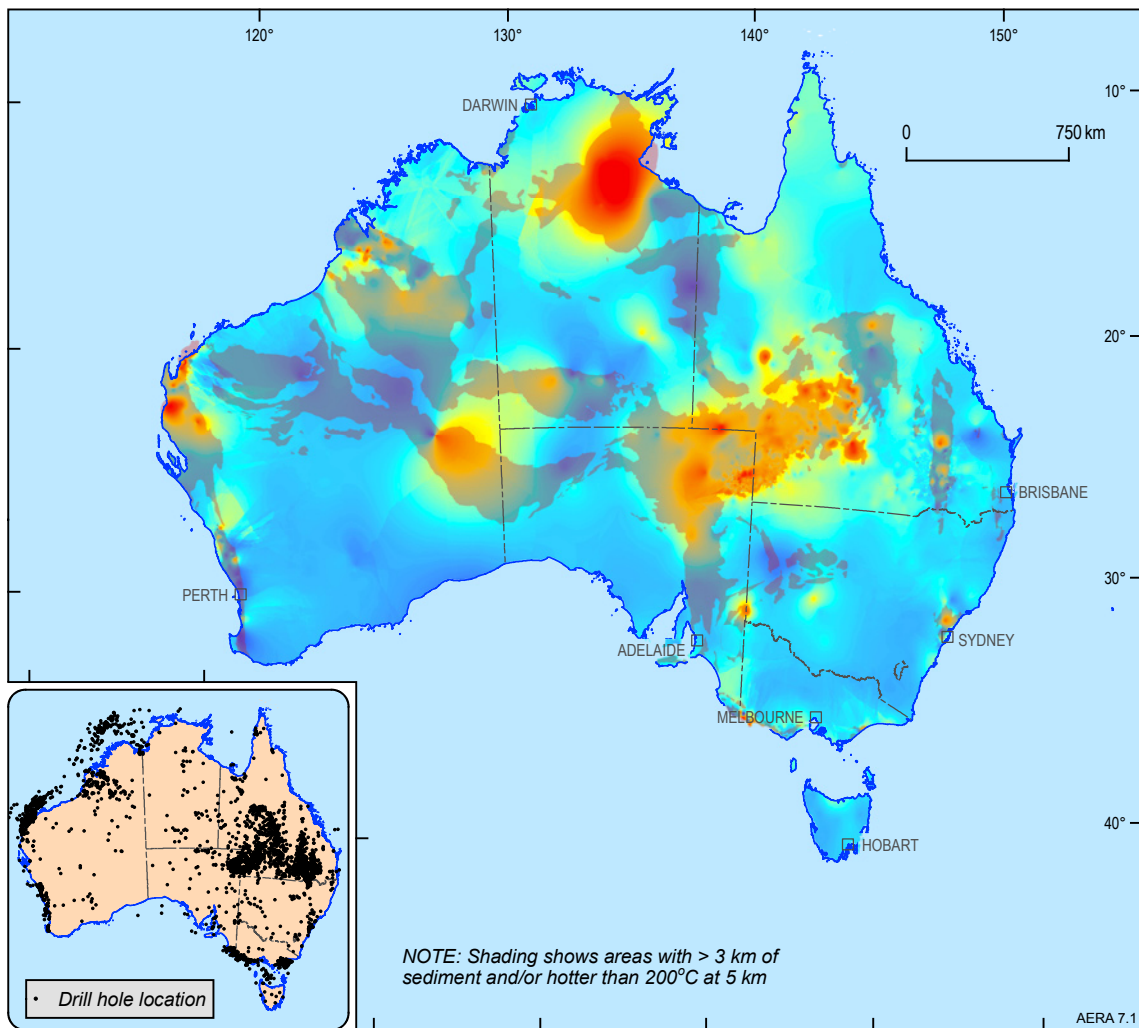 120°
130°
140°
150°
10°
DARWIN
0
750 km
20°
BRISBANE
30°
PERTH
ADELAIDE
SYDNEY
MELBOURNE
40°
HOBART
NOTE: Shading shows areas with > 3 km of
sediment and/or hotter than 200°C at 5 km
Drill hole location
AERA 7.1